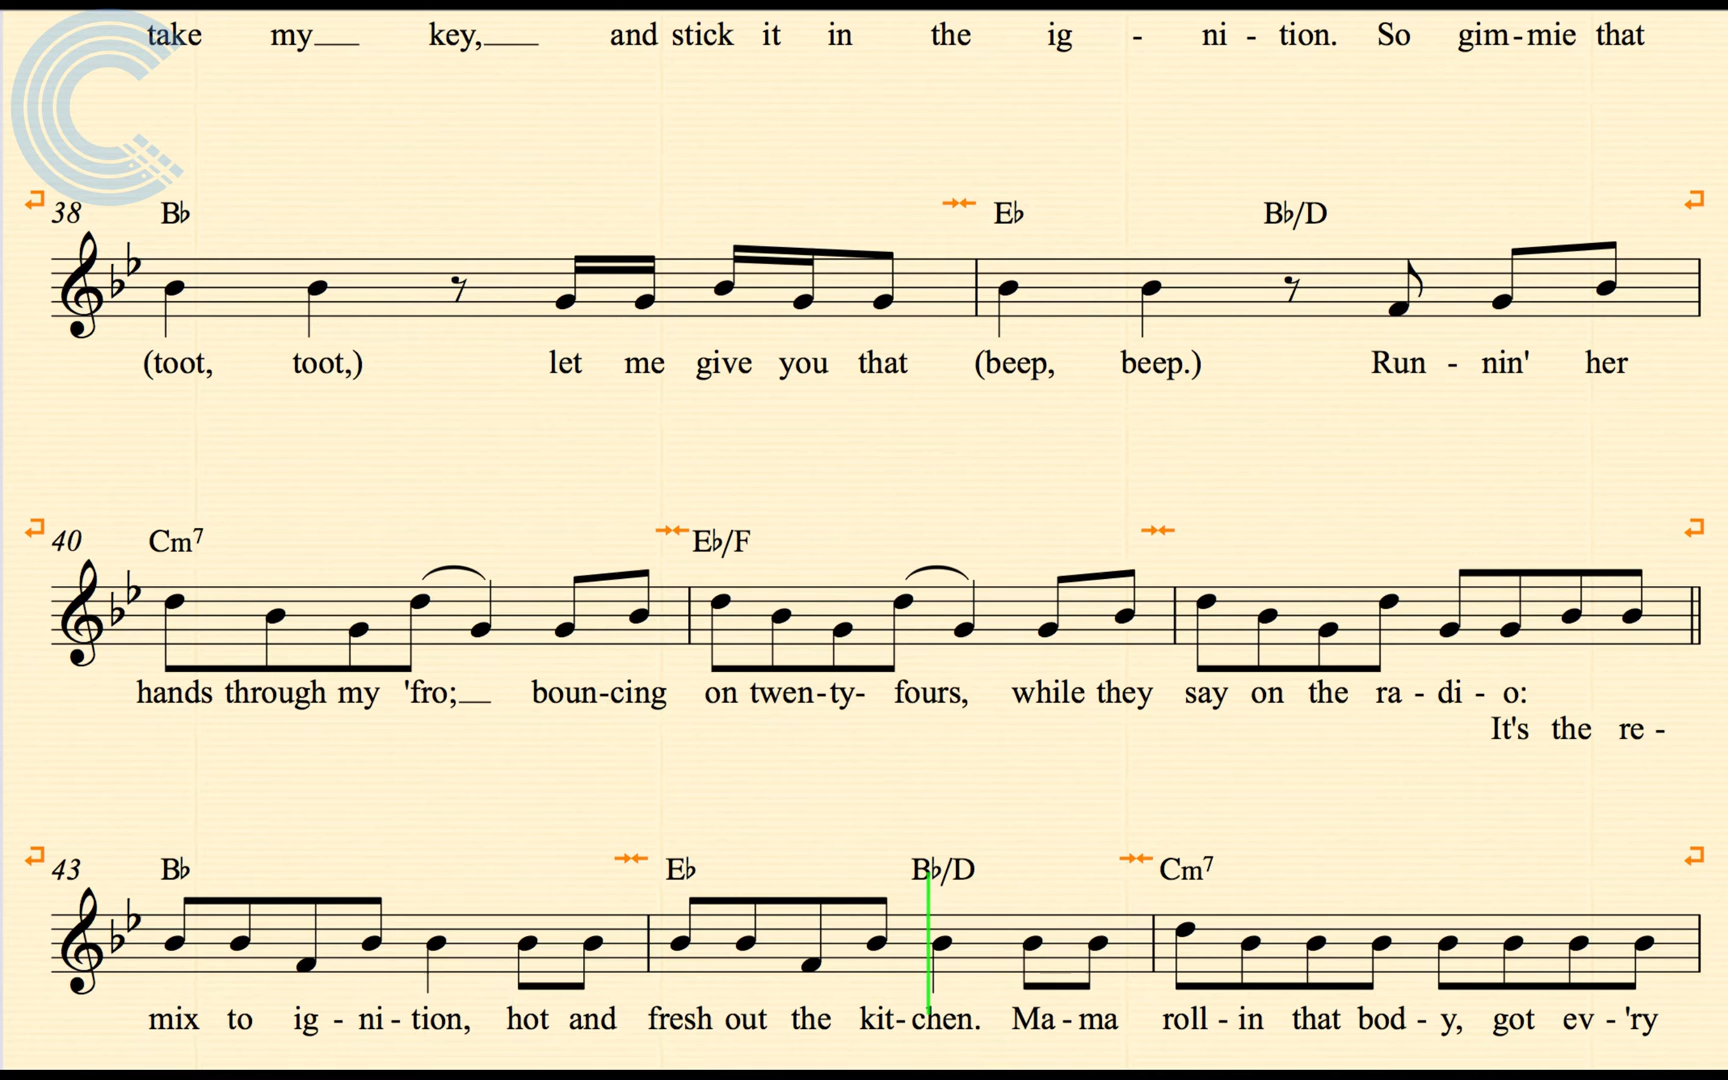 take my___ key,___ and stick it in the ig - ni - tion. So gim-mie that
38 B♭ E♭ B♭/D
(toot, toot,) let me give you that (beep, beep.) Run - nin' her
40 Cm7 E♭/F
hands through my 'fro;__ boun-cing on twen-ty- fours, while they say on the ra - di - o:
It's the re -
43 B♭ E♭ B♭/D Cm7
mix to ig - ni - tion, hot and fresh out the kit-chen. Ma - ma roll - in that bod - y, got ev - 'ry